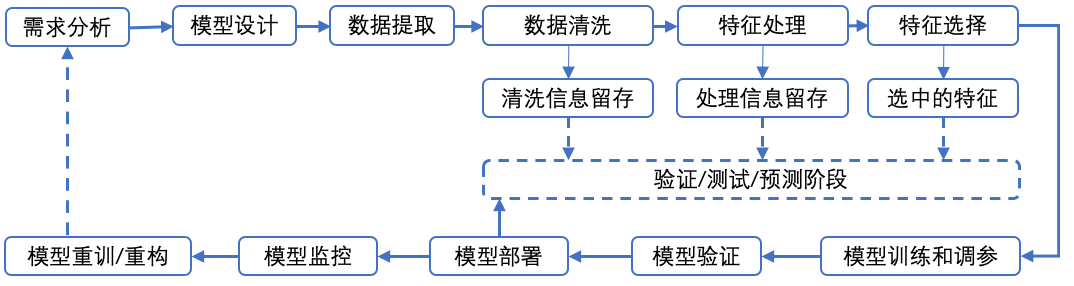 需求分析
模型设计
数据提取
数据清洗
特征处理
特征选择
清洗信息留存
处理信息留存
选中的特征
验证/测试/预测阶段
模型重训/重构
模型监控
模型部署
模型验证
模型训练和调参